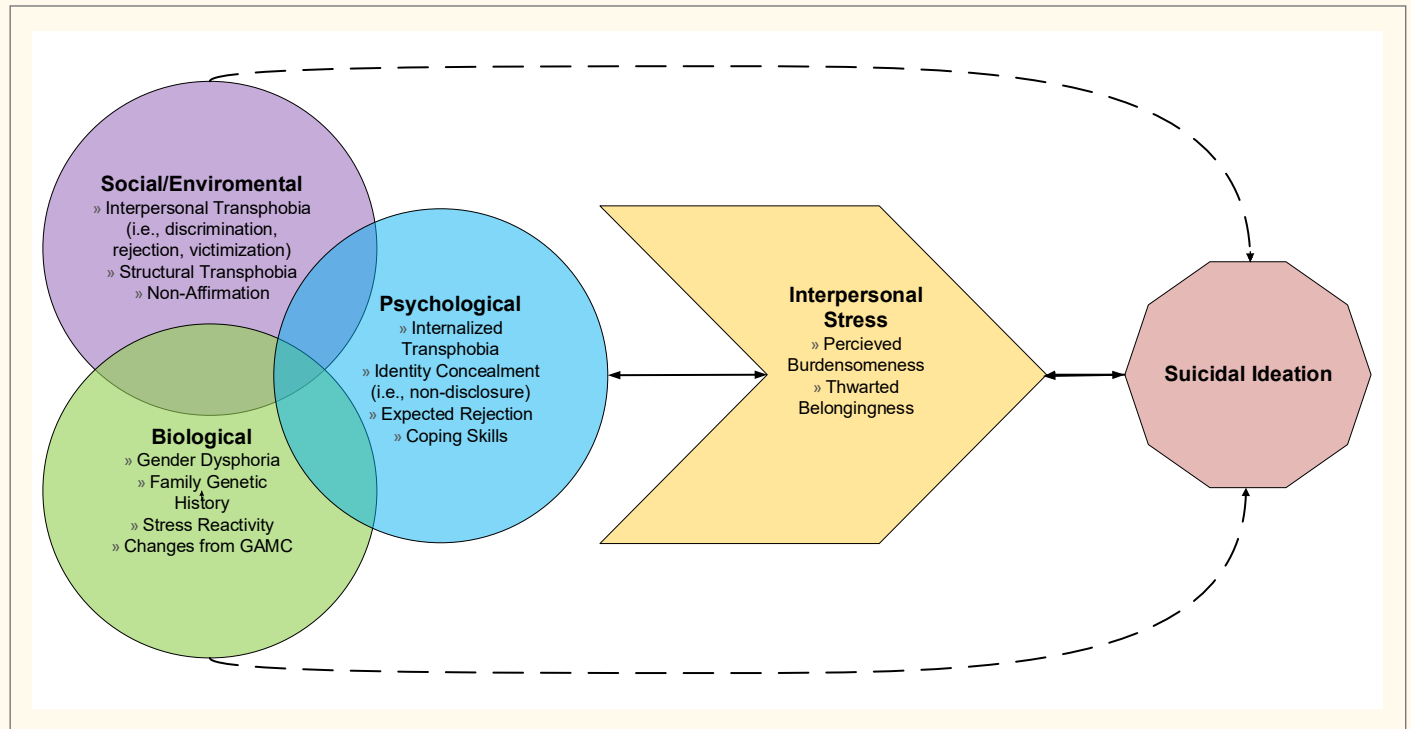 Social/Enviromental
» Interpersonal Transphobia
(i.e., discrimination,
rejection, victimization)
» Structural Transphobia
» Non-Affirmation
Psychological
» Internalized
Transphobia
» Identity Concealment
(i.e., non-disclosure)
» Expected Rejection
» Coping Skills
Biological
» Gender Dysphoria
» Family Genetic
History
» Stress Reactivity
» Changes from GAMC
Interpersonal
Stress
» Percieved
Burdensomeness
» Thwarted
Belongingness
Suicidal Ideation